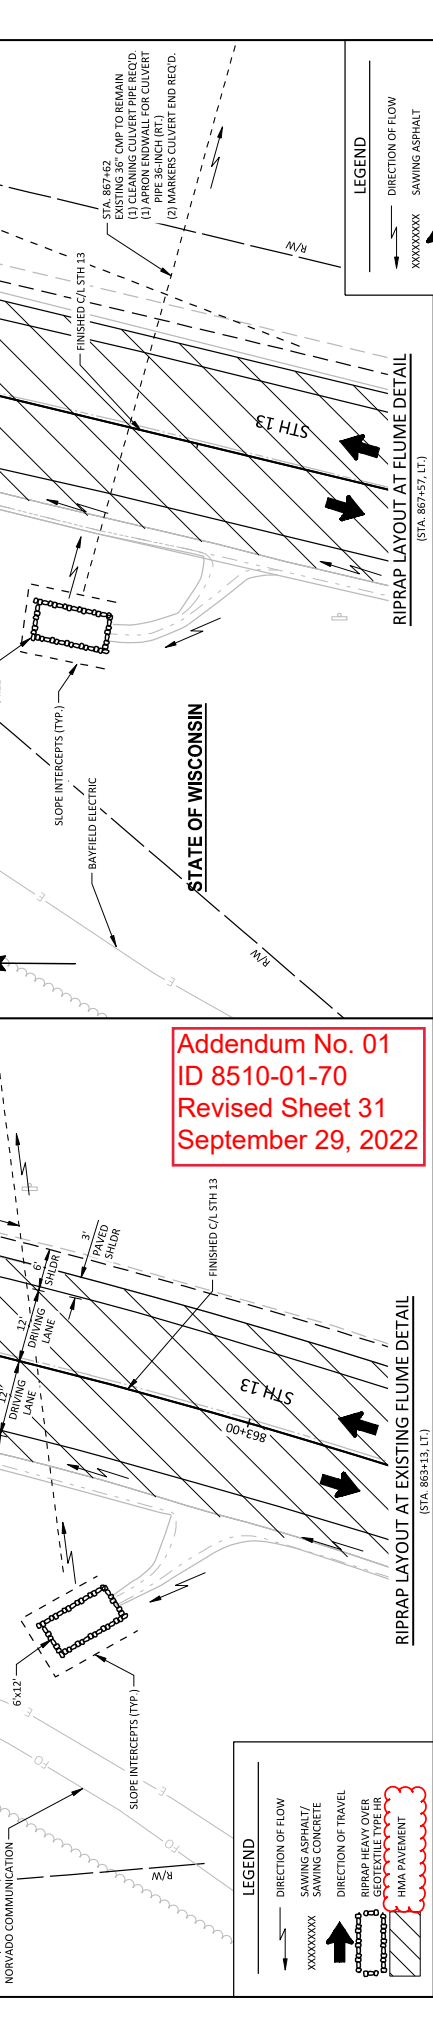 STA. 867+62
EXISTING 36" CMP TO REMAIN
(1) CLEANING CULVERT PIPE REQ'D.
(1) APRON ENDWALL FOR CULVERT
PIPE 36-INCH (RT.)
(2) MARKERS CULVERT END REQ'D.
R/W
FINISHED C/L STH 13
STH 13
SLOPE INTERCEPTS (TYP.)
BAYFIELD ELECTRIC
E
E
R/W
STATE OF WISCONSIN
RIPRAP LAYOUT AT FLUME DETAIL
(STA. 867+57, LT.)
LEGEND
DIRECTION OF FLOW
XXXXXXXXX SAWING ASPHALT
Addendum No. 01
ID 8510-01-70
Revised Sheet 31
September 29, 2022
3'
PAVED
SHLDR
6'
SHLDR
12'
DRIVING
LANE
12'
DRIVING
LANE
FINISHED C/L STH 13
STH 13
863+00
6'x12'
SLOPE INTERCEPTS (TYP.)
NORVADO COMMUNICATION
E
E
FO
FO
R/W
RIPRAP LAYOUT AT EXISTING FLUME DETAIL
(STA. 863+13, LT.)
LEGEND
DIRECTION OF FLOW
XXXXXXXXX SAWING ASPHALT/
SAWING CONCRETE
DIRECTION OF TRAVEL
RIPRAP HEAVY OVER
GEOTEXTILE TYPE HR
HMA PAVEMENT